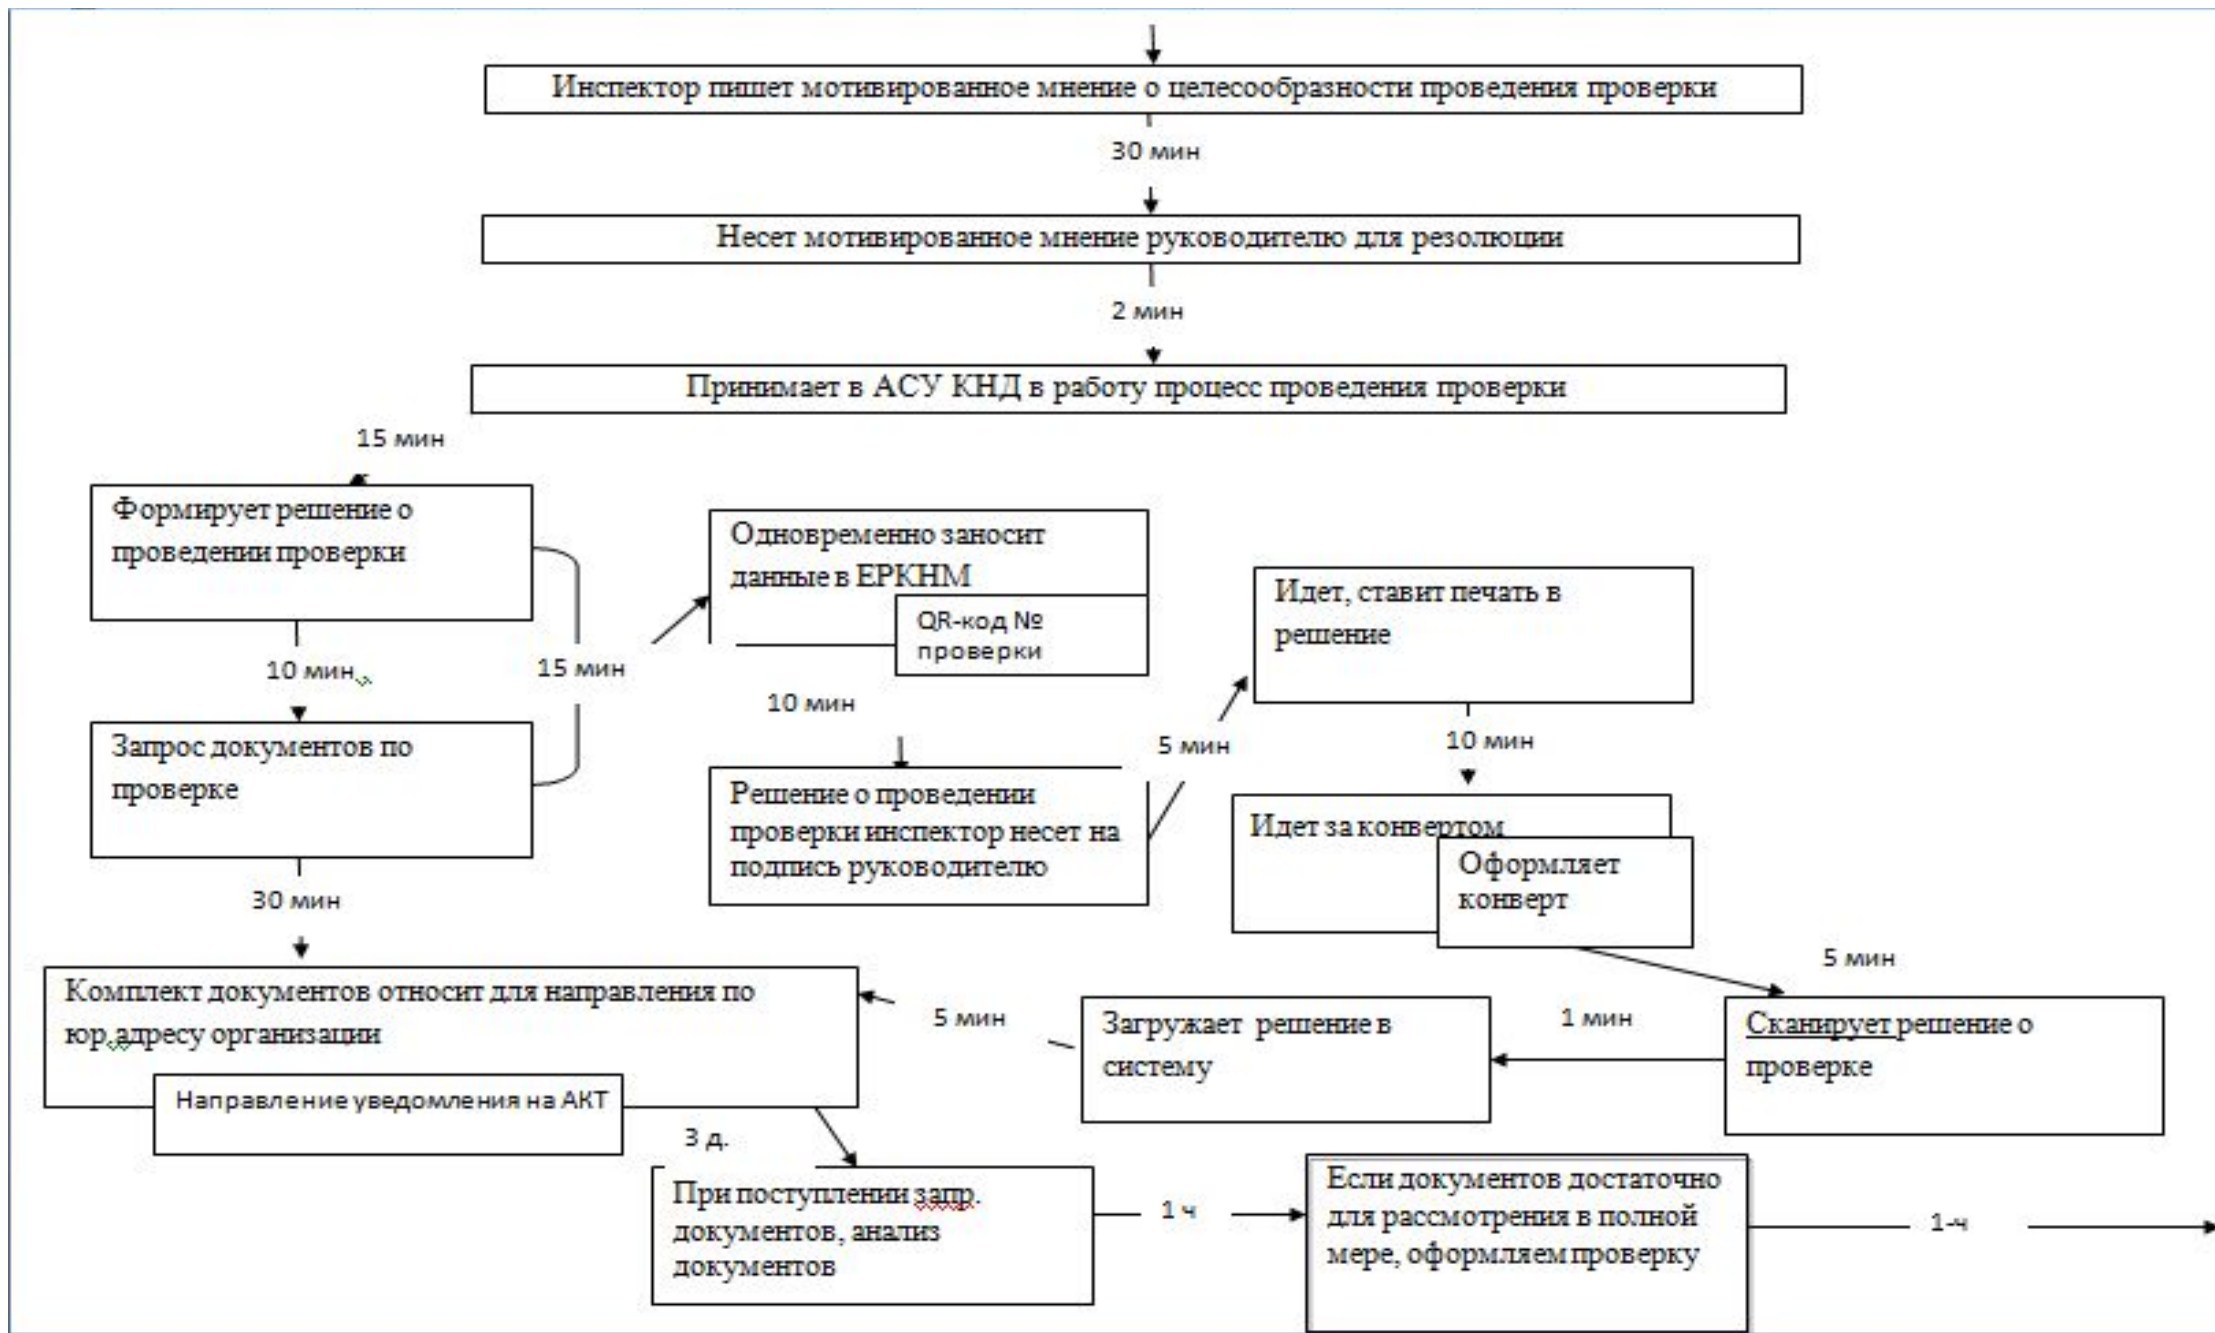 Инспектор пишет мотивированное мнение о целесообразности проведения проверки
30 мин
Несет мотивированное мнение руководителю для резолюции
2 мин
Принимает в АСУ КНД в работу процесс проведения проверки
15 мин
Формирует решение о
проведении проверки
10 мин
15 мин
Запрос документов по
проверке
30 мин
Одновременно заносит
данные в ЕРКНМ
QR-код №
проверки
10 мин
Решение о проведении
проверки инспектор несет на
подпись руководителю
5 мин
Идет, ставит печать в
решение
10 мин
Идет за конвертом
Оформляет
конверт
5 мин
Сканирует решение о
проверке
1 мин
Загружает решение в
систему
5 мин
Комплект документов относит для направления по
юр,адресу организации
Направление уведомления на АКТ
3 д.
При поступлении запр.
документов, анализ
документов
1 ч
Если документов достаточно
для рассмотрения в полной
мере, оформляем проверку
1-ч